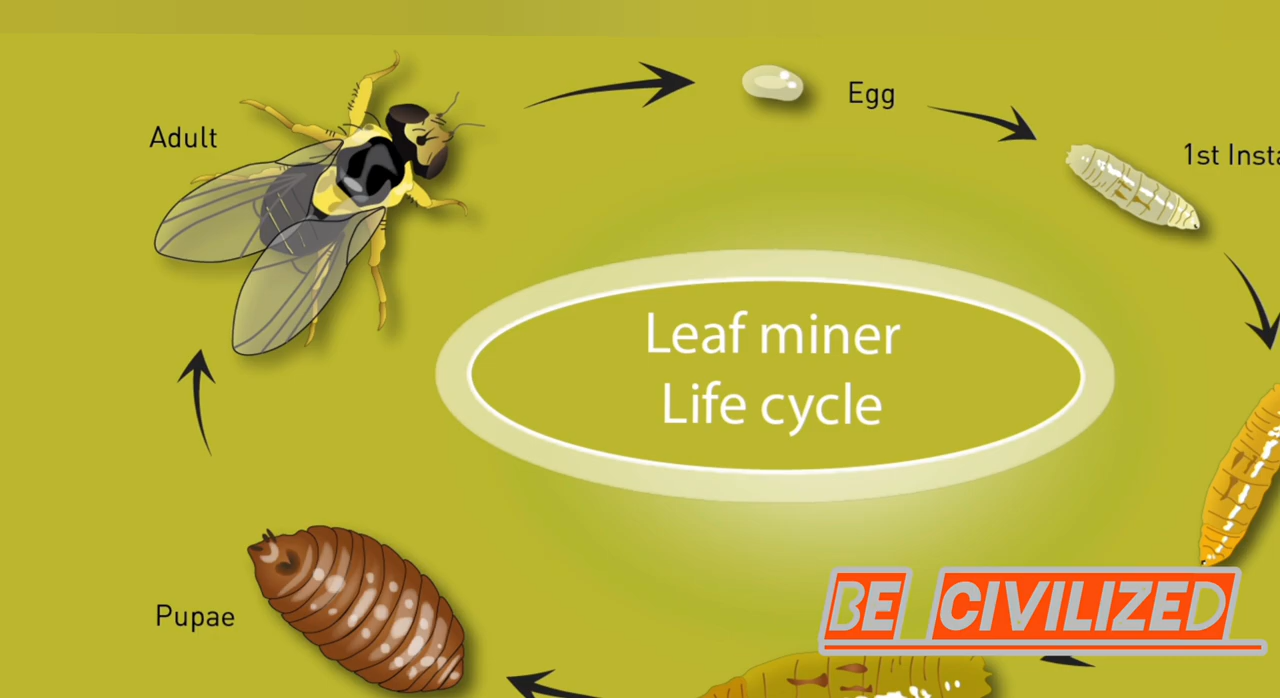 Adult
Egg
1st Insta
Leaf miner
Life cycle
Pupae
BE CIVILIZED